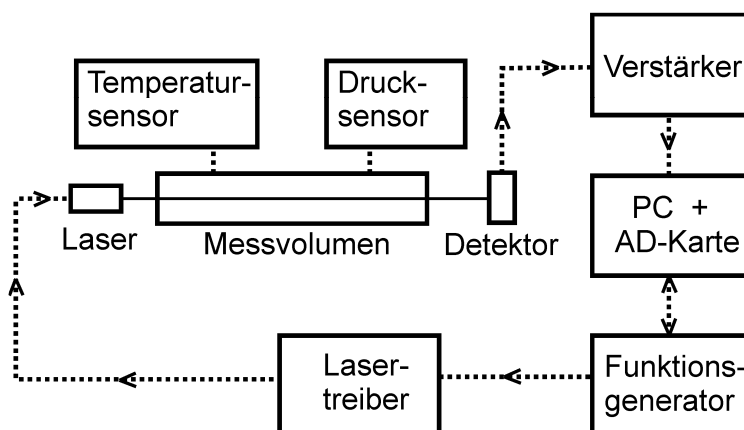 Temperatur-
sensor
Druck-
sensor
Verstärker
Laser
Messvolumen
Detektor
PC +
AD-Karte
Laser-
treiber
Funktions-
generator